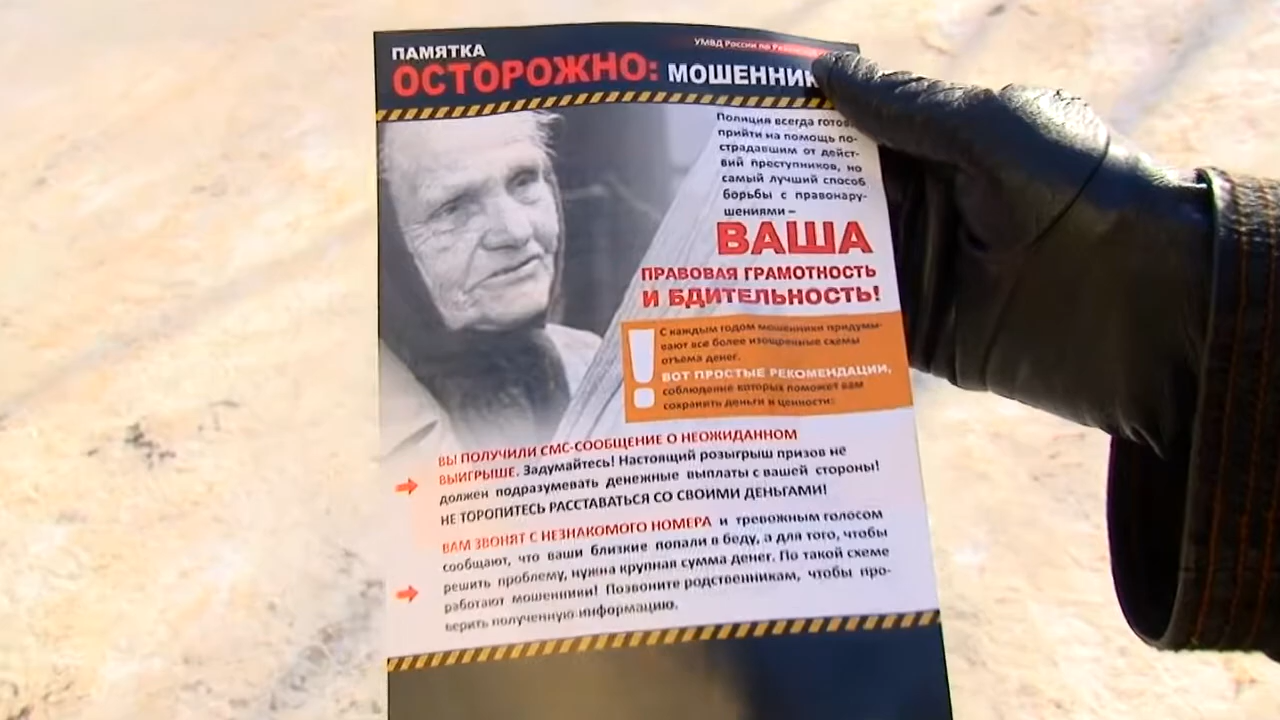 УМВД России по
ПАМЯТКА
ОСТОРОЖНО: МОШЕННИК
Полиция всегда гото
прийти на помощь по-
страдавшим от дейст-
вий преступников, но
самый лучший способ
борьбы с правонару-
шениями –
ВАША
ПРАВОВАЯ ГРАМОТНОСТЬ
И БДИТЕЛЬНОСТЬ!
!
С каждым годом мошенники придумы-
вают все более изощренные схемы
отъема денег.
ВОТ ПРОСТЫЕ РЕКОМЕНДАЦИИ,
соблюдение которых поможет вам
сохранить деньги и ценности:
ВЫ ПОЛУЧИЛИ СМС-СООБЩЕНИЕ О НЕОЖИДАННОМ
ВЫИГРЫШЕ. Задумайтесь! Настоящий розыгрыш призов не
должен подразумевать денежные выплаты с вашей стороны!
НЕ ТОРОПИТЕСЬ РАССТАВАТЬСЯ СО СВОИМИ ДЕНЬГАМИ!
ВАМ ЗВОНЯТ С НЕЗНАКОМОГО НОМЕРА и тревожным голосом
сообщают, что ваши близкие попали в беду, а для того, чтобы
решить проблему, нужна крупная сумма денег. По такой схеме
работают мошенники! Позвоните родственникам, чтобы про-
верить полученную информацию.